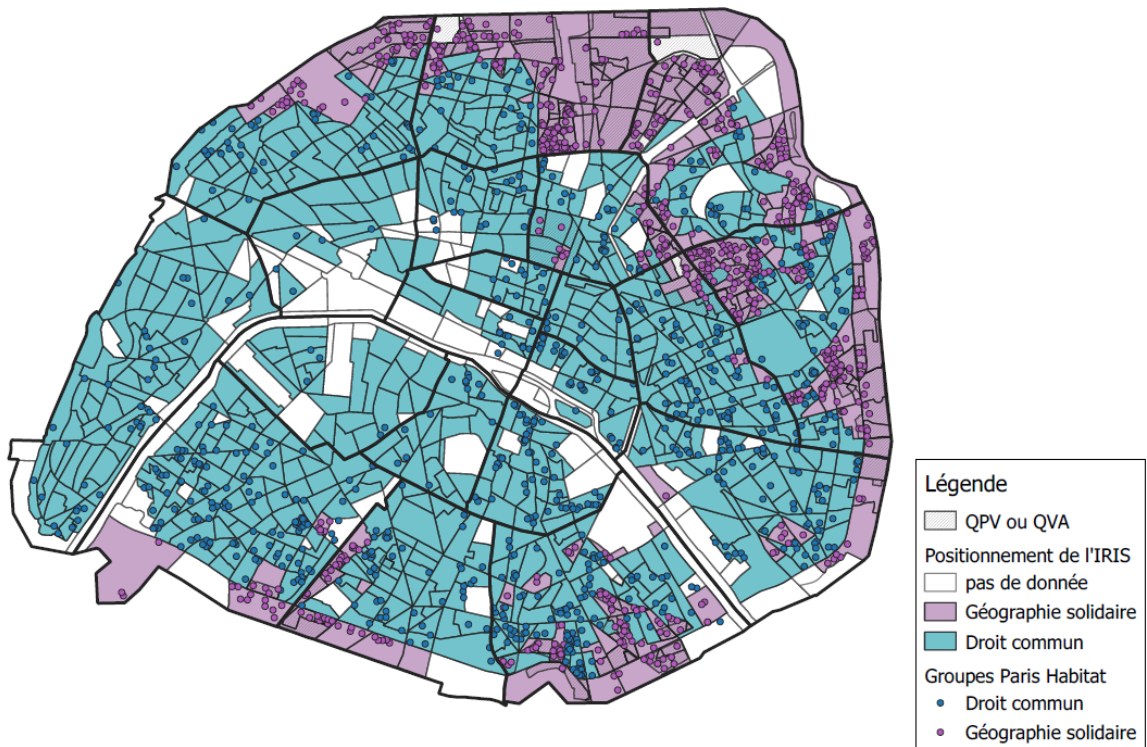 Légende
QPV ou QVA
Positionnement de l'IRIS
pas de donnée
Géographie solidaire
Droit commun
Groupes Paris Habitat
Droit commun
Géographie solidaire